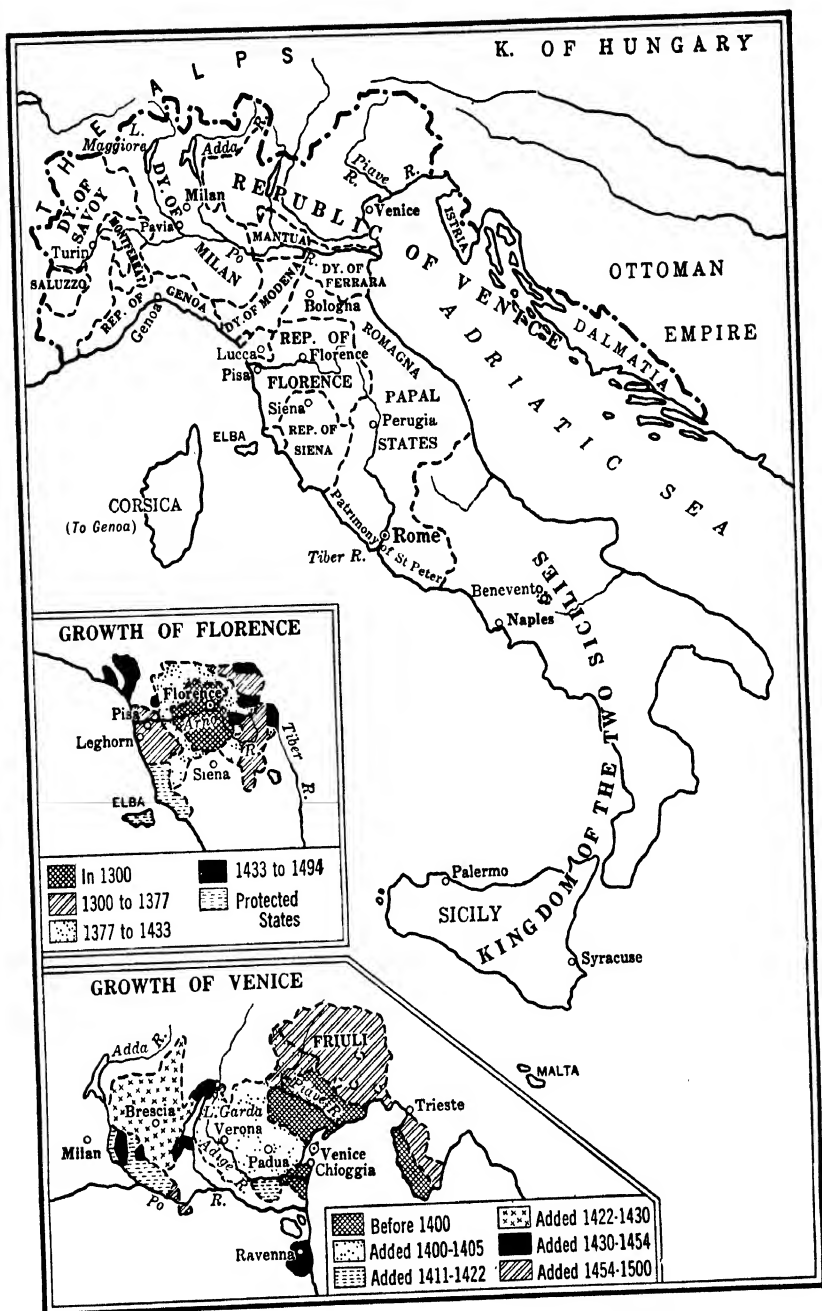 K. OF HUNGARY
THE ALPS
L. Maggiore
Adda R.
Piave R.
DY. OF SAVOY
DY. OF MILAN
Milan
REPUBLIC OF VENICE
Venice
ISTRIA
Pavia
Turin
MONTFERRAT
Po R.
MANTUA
OTTOMAN EMPIRE
SALUZZO
REP. OF GENOA
Genoa
DY. OF MODENA
DY. OF FERRARA
Bologna
DALMATIA
ADRIATIC SEA
ROMAGNA
Lucca
REP. OF FLORENCE
Florence
Pisa
PAPAL STATES
Siena
REP. OF SIENA
Perugia
ELBA
CORSICA
(To Genoa)
Patrimony of St Peter
Rome
Tiber R.
Benevento
Naples
KINGDOM OF THE TWO SICILIES
Palermo
SICILY
Syracuse
MALTA
GROWTH OF FLORENCE
Florence
Pisa
Arno R.
Leghorn
Siena
Tiber R.
ELBA
In 1300
1300 to 1377
1377 to 1433
1433 to 1494
Protected States
GROWTH OF VENICE
FRIULI
Adda R.
Piave R.
Brescia
L. Garda
Verona
Trieste
Milan
Padua
Venice
Chioggia
Adige R.
Po R.
Ravenna
Before 1400
Added 1400-1405
Added 1411-1422
Added 1422-1430
Added 1430-1454
Added 1454-1500